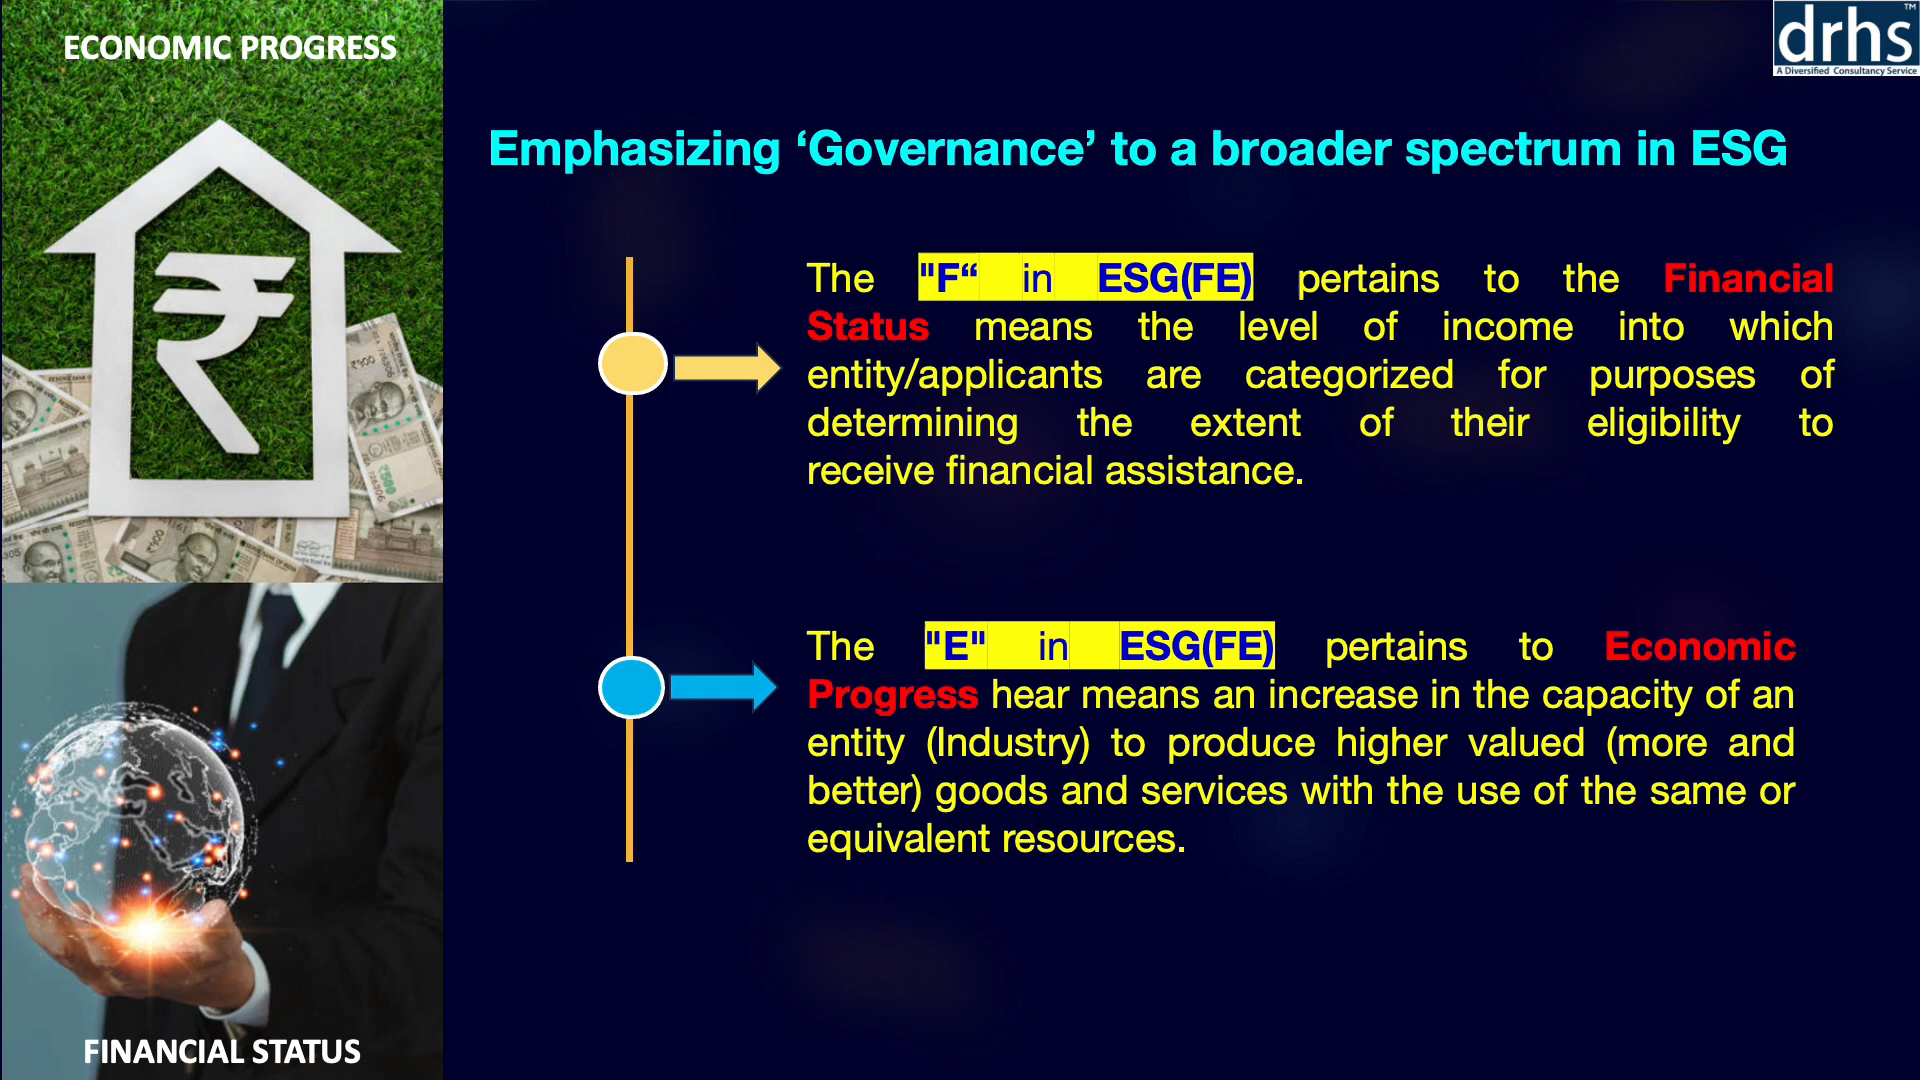 ECONOMIC PROGRESS
drhs™
A Diversified Consultancy Service
Emphasizing ‘Governance’ to a broader spectrum in ESG
The "F“ in ESG(FE) pertains to the Financial
Status means the level of income into which
entity/applicants are categorized for purposes of
determining the extent of their eligibility to
receive financial assistance.
The "E" in ESG(FE) pertains to Economic
Progress hear means an increase in the capacity of an
entity (Industry) to produce higher valued (more and
better) goods and services with the use of the same or
equivalent resources.
₹
₹500
₹500
FINANCIAL STATUS